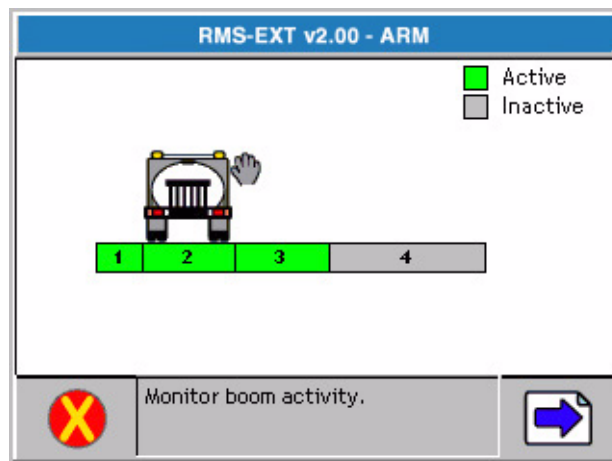 RMS-EXT v2.00 - ARM
Active
Inactive
1 2 3 4
Monitor boom activity.